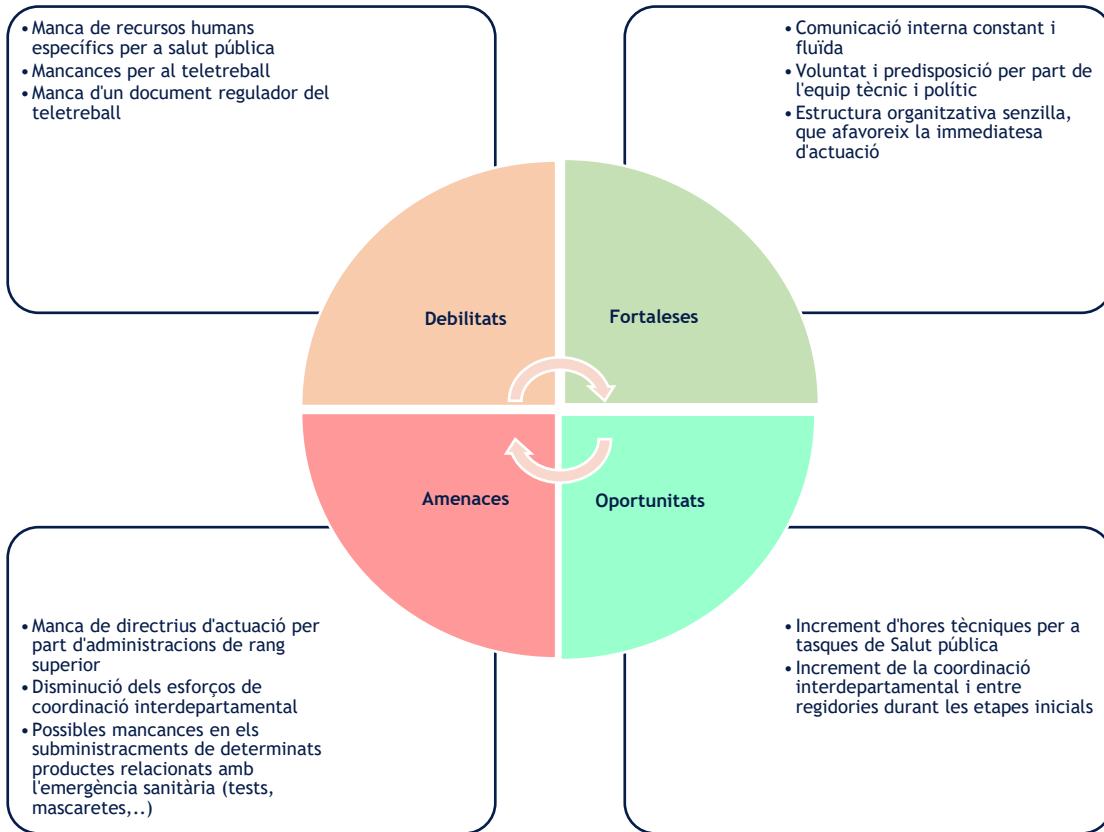 • Manca de recursos humans
específics per a salut pública
• Mancances per al teletreball
• Manca d'un document regulador del
teletreball
• Comunicació interna constant i
fluïda
• Voluntat i predisposició per part de
l'equip tècnic i polític
• Estructura organitzativa senzilla,
que afavoreix la immediatesa
d'actuació
Debilitats
Fortaleses
Amenaces
Oportunitats
• Manca de directrius d'actuació per
part d'administracions de rang
superior
• Disminució dels esforços de
coordinació interdepartamental
• Possibles mancances en els
subministracments de determinats
productes relacionats amb
l'emergència sanitària (tests,
mascaretes,..)
• Increment d'hores tècniques per a
tasques de Salut pública
• Increment de la coordinació
interdepartamental i entre
regidories durant les etapes inicials